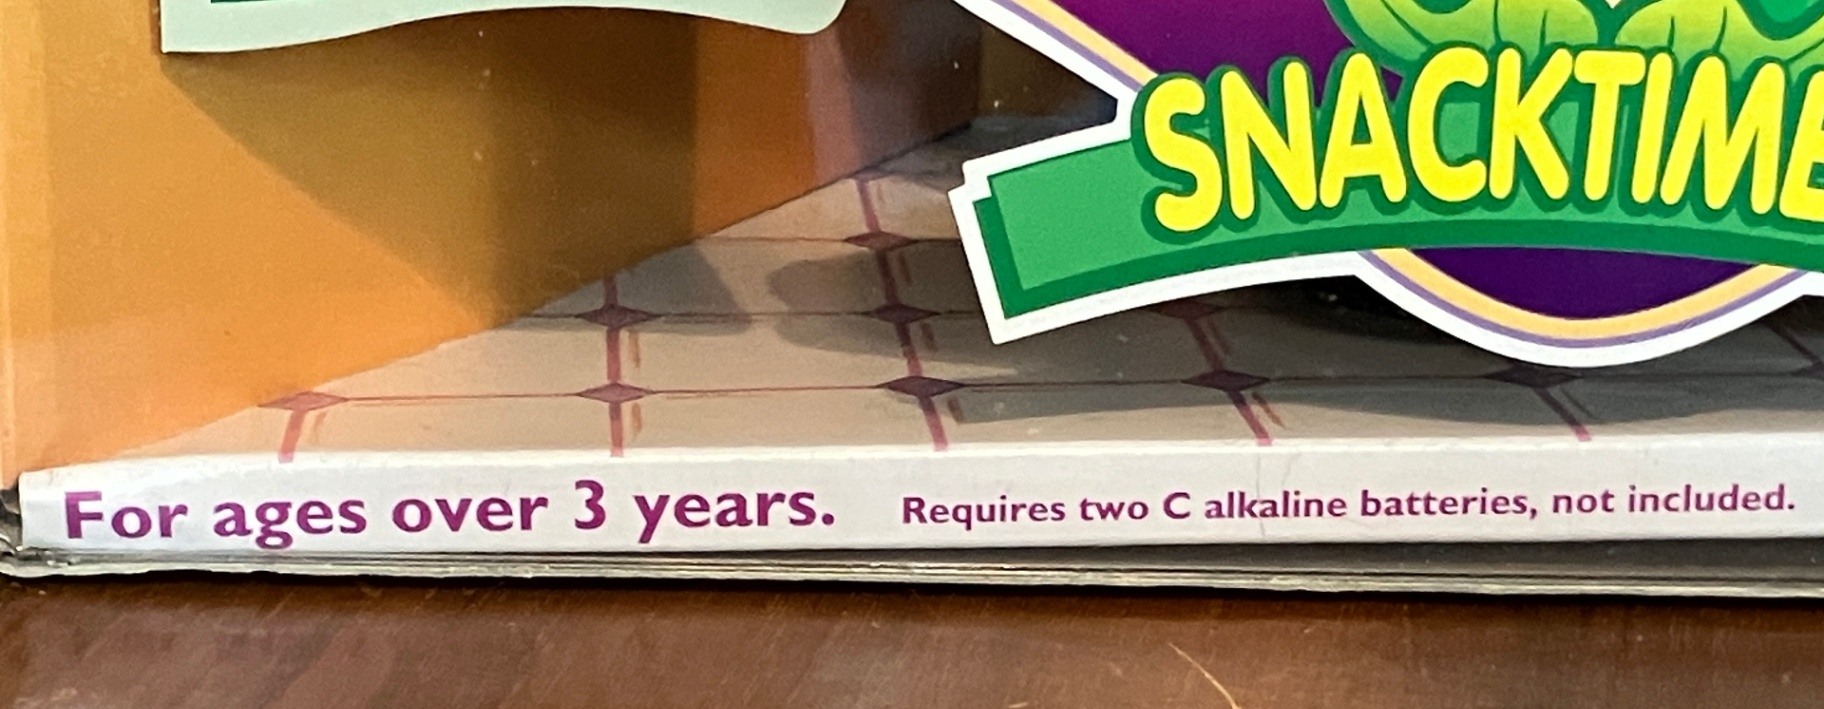 SNACKTIME
For ages over 3 years. Requires two C alkaline batteries, not included.